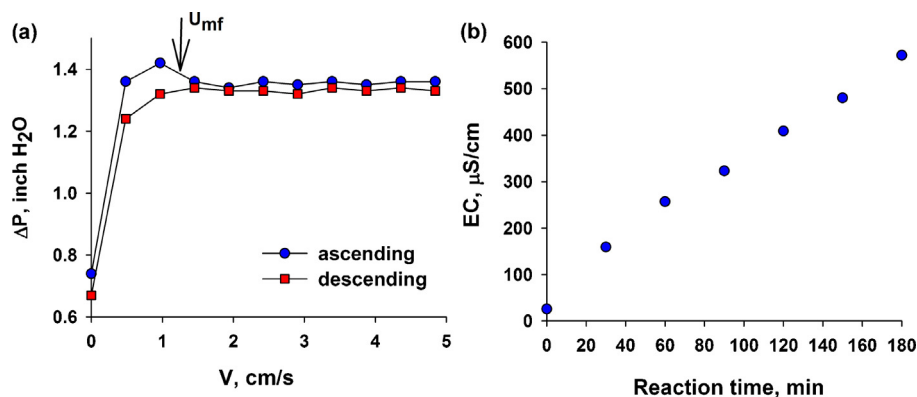 (a)
U_mf
ΔP, inch H₂O
1.4
1.2
1.0
0.8
0.6
ascending
descending
0 1 2 3 4 5
V, cm/s
(b)
EC, μS/cm
600
500
400
300
200
100
0
0 20 40 60 80 100 120 140 160 180
Reaction time, min